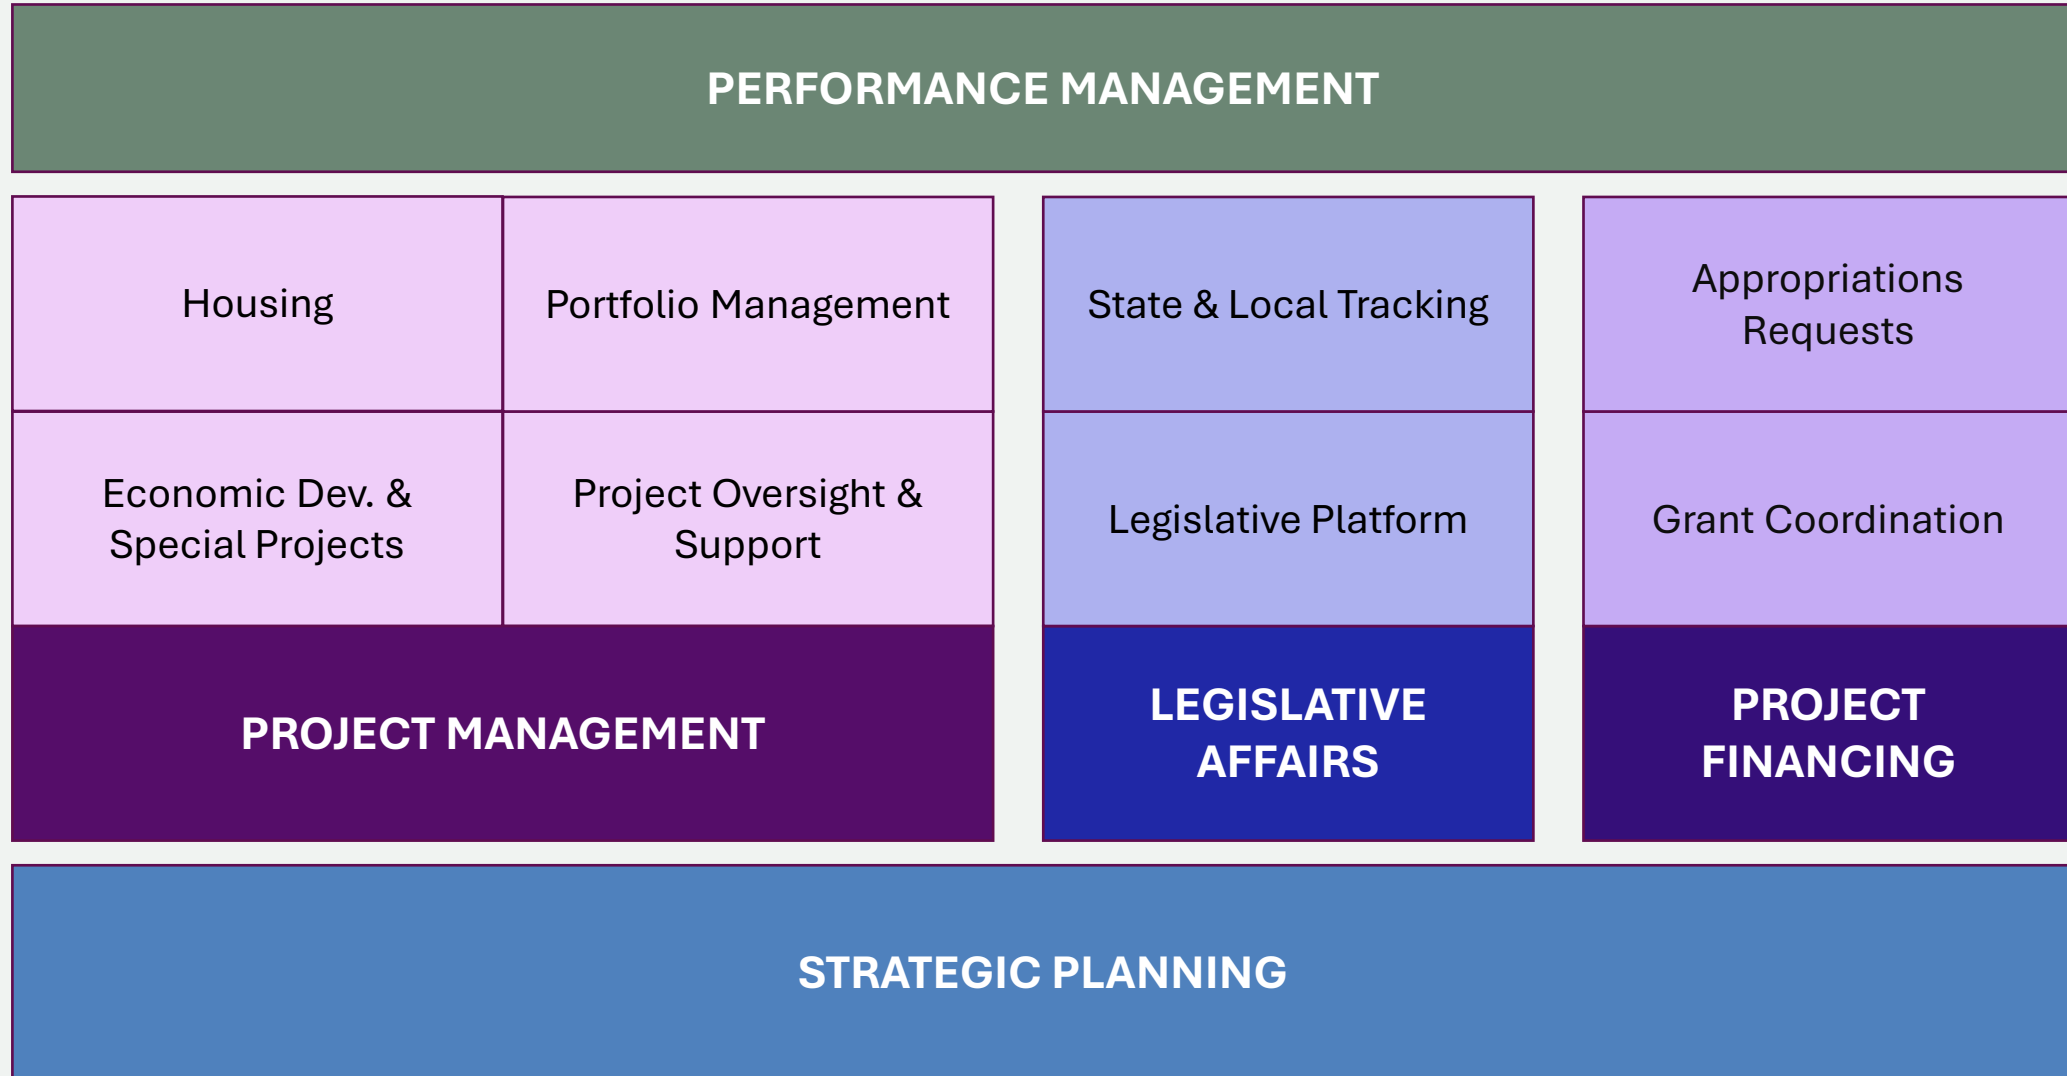 PERFORMANCE MANAGEMENT
Housing
Portfolio Management
State & Local Tracking
Appropriations
Requests
Economic Dev. &
Special Projects
Project Oversight &
Support
Legislative Platform
Grant Coordination
PROJECT MANAGEMENT
LEGISLATIVE
AFFAIRS
PROJECT
FINANCING
STRATEGIC PLANNING